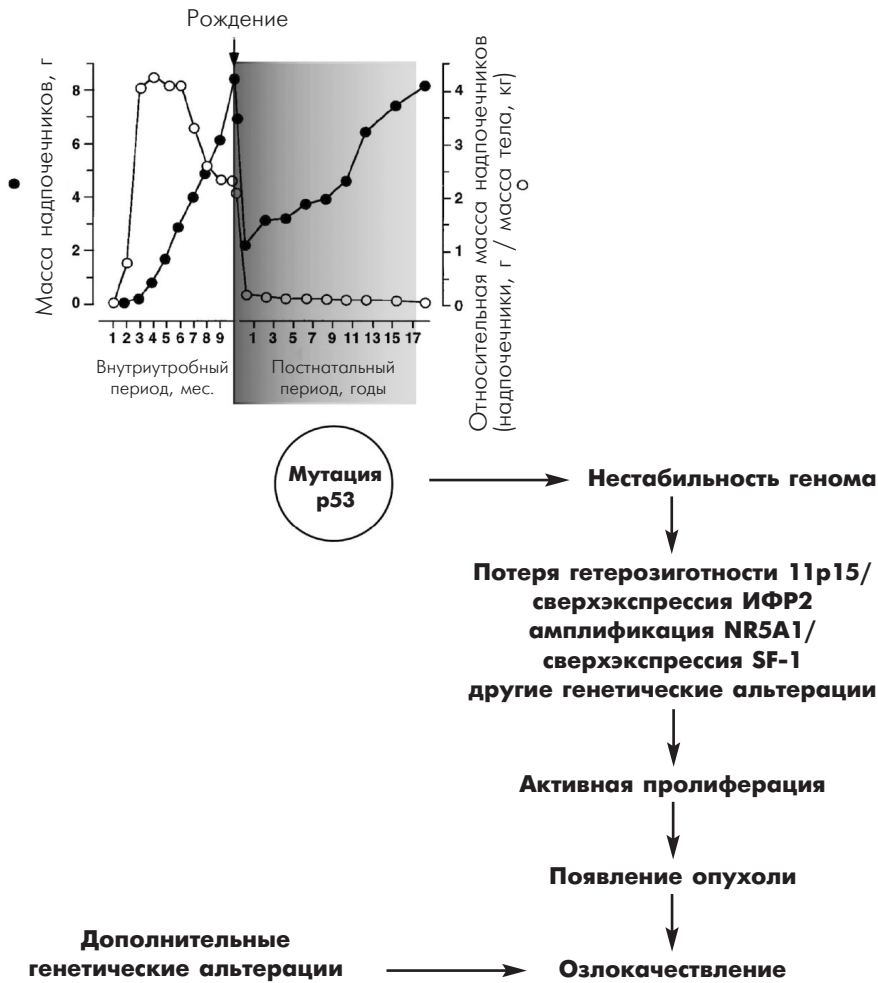 Рождение
Масса надпочечников, г
8
6
4
2
0
4
3
2
1
0
Относительная масса надпочечников
(надпочечники, г / масса тела, кг)
1 2 3 4 5 6 7 8 9
1 3 5 7 9 11 13 15 17
Внутриутробный
период, мес.
Постнатальный
период, годы
Мутация
p53
Нестабильность генома
Потеря гетерозиготности 11p15/
сверхэкспрессия ИФР2
амплификация NR5A1/
сверхэкспрессия SF-1
другие генетические альтерации
Активная пролиферация
Появление опухоли
Дополнительные
генетические альтерации
Озлокачествление